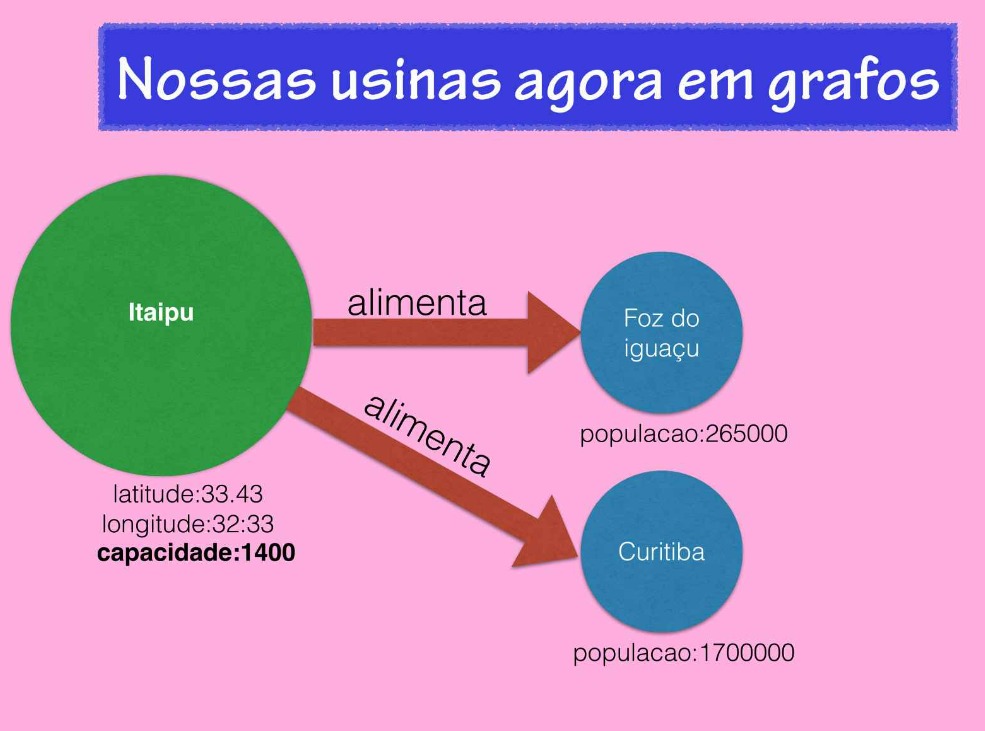 Nossas usinas agora em grafos
Itaipu
latitude:33.43
longitude:32:33
capacidade:1400
alimenta
Foz do
iguaçu
populacao:265000
alimenta
Curitiba
populacao:1700000